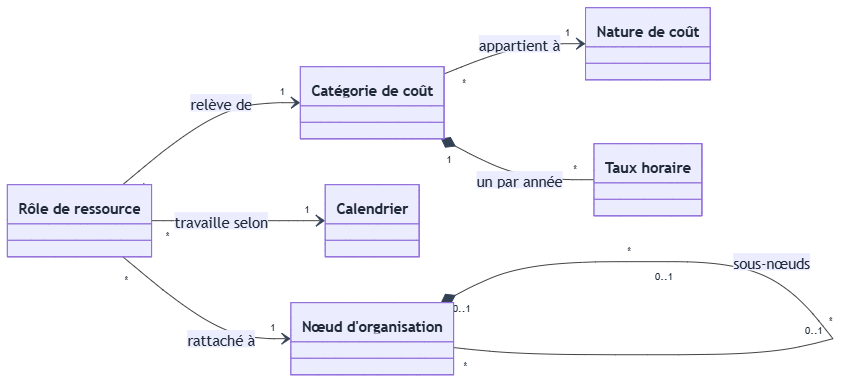 Nature de coût
1
appartient à
*
Catégorie de coût
1
relève de
1
*
Taux horaire
un par année
Rôle de ressource
*
travaille selon
1
Calendrier
*
rattaché à
1
Nœud d'organisation
0..1
*
*
sous-nœuds
0..1
*
0..1